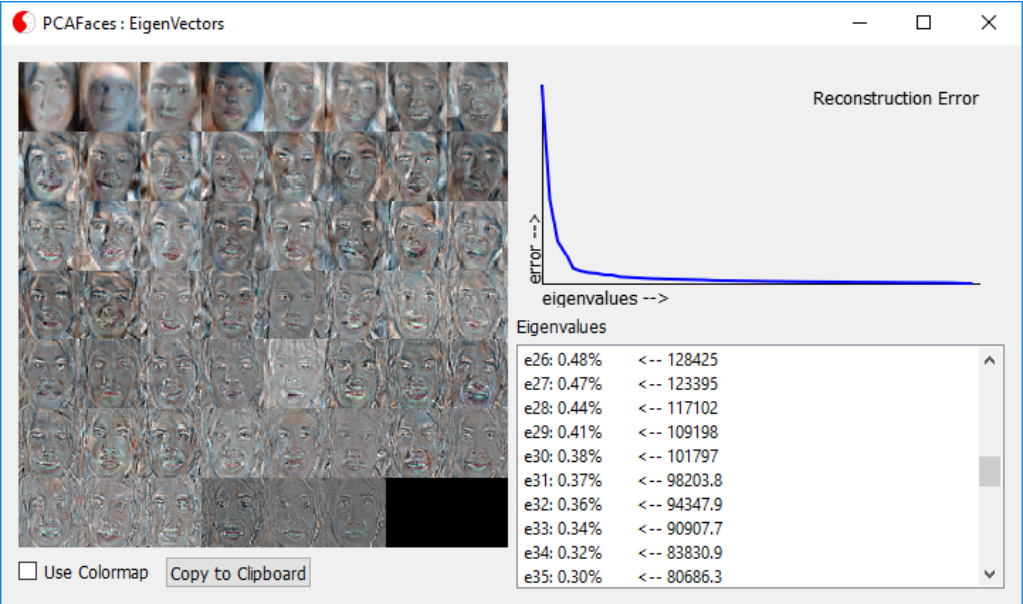 PCAFaces : EigenVectors
Reconstruction Error
error -->
eigenvalues -->
Eigenvalues
e26: 0.48% <-- 128425
e27: 0.47% <-- 123395
e28: 0.44% <-- 117102
e29: 0.41% <-- 109198
e30: 0.38% <-- 101797
e31: 0.37% <-- 98203.8
e32: 0.36% <-- 94347.9
e33: 0.34% <-- 90907.7
e34: 0.32% <-- 83830.9
e35: 0.30% <-- 80686.3
Use Colormap
Copy to Clipboard